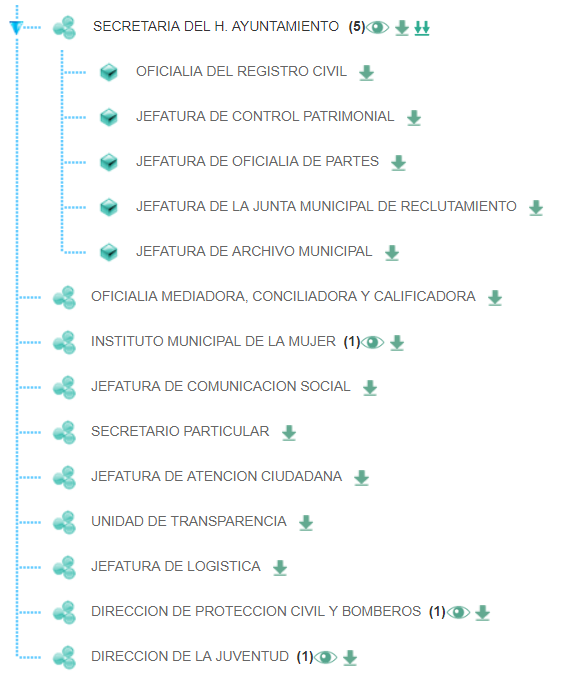 SECRETARIA DEL H. AYUNTAMIENTO (5)
OFICIALIA DEL REGISTRO CIVIL
JEFATURA DE CONTROL PATRIMONIAL
JEFATURA DE OFICIALIA DE PARTES
JEFATURA DE LA JUNTA MUNICIPAL DE RECLUTAMIENTO
JEFATURA DE ARCHIVO MUNICIPAL
OFICIALIA MEDIADORA, CONCILIADORA Y CALIFICADORA
INSTITUTO MUNICIPAL DE LA MUJER (1)
JEFATURA DE COMUNICACION SOCIAL
SECRETARIO PARTICULAR
JEFATURA DE ATENCION CIUDADANA
UNIDAD DE TRANSPARENCIA
JEFATURA DE LOGISTICA
DIRECCION DE PROTECCION CIVIL Y BOMBEROS (1)
DIRECCION DE LA JUVENTUD (1)